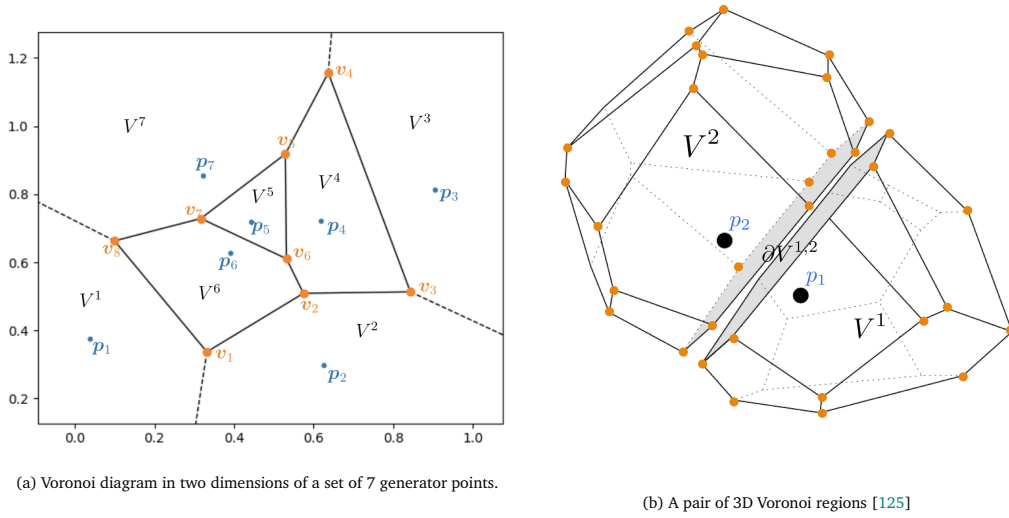 1.2
1.0
0.8
0.6
0.4
0.2
0.0 0.2 0.4 0.6 0.8 1.0
v₄
V⁷
V³
v₅
p₇
V⁵ V⁴
p₃
v₇
p₅ p₄
v₈
p₆
v₆
V¹
V⁶
v₂
v₃
V²
p₁
v₁
p₂
(a) Voronoi diagram in two dimensions of a set of 7 generator points.
V²
p₂
∂V¹,²
p₁
V¹
(b) A pair of 3D Voronoi regions [125]